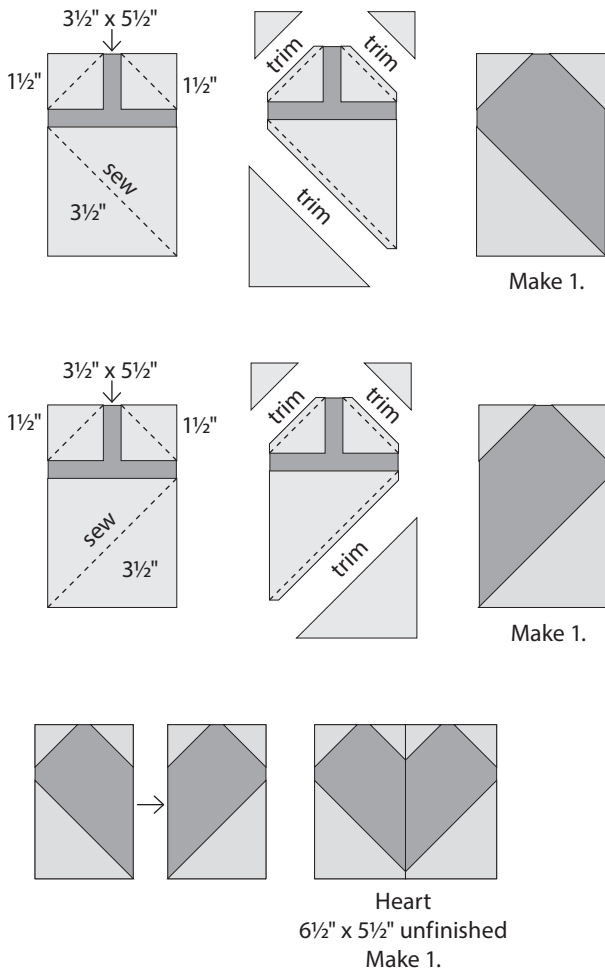 3½" x 5½"
1½" 1½"
sew
3½"
trim trim
trim
Make 1.
3½" x 5½"
1½" 1½"
sew
3½"
trim trim
trim
Make 1.
Heart
6½" x 5½" unfinished
Make 1.